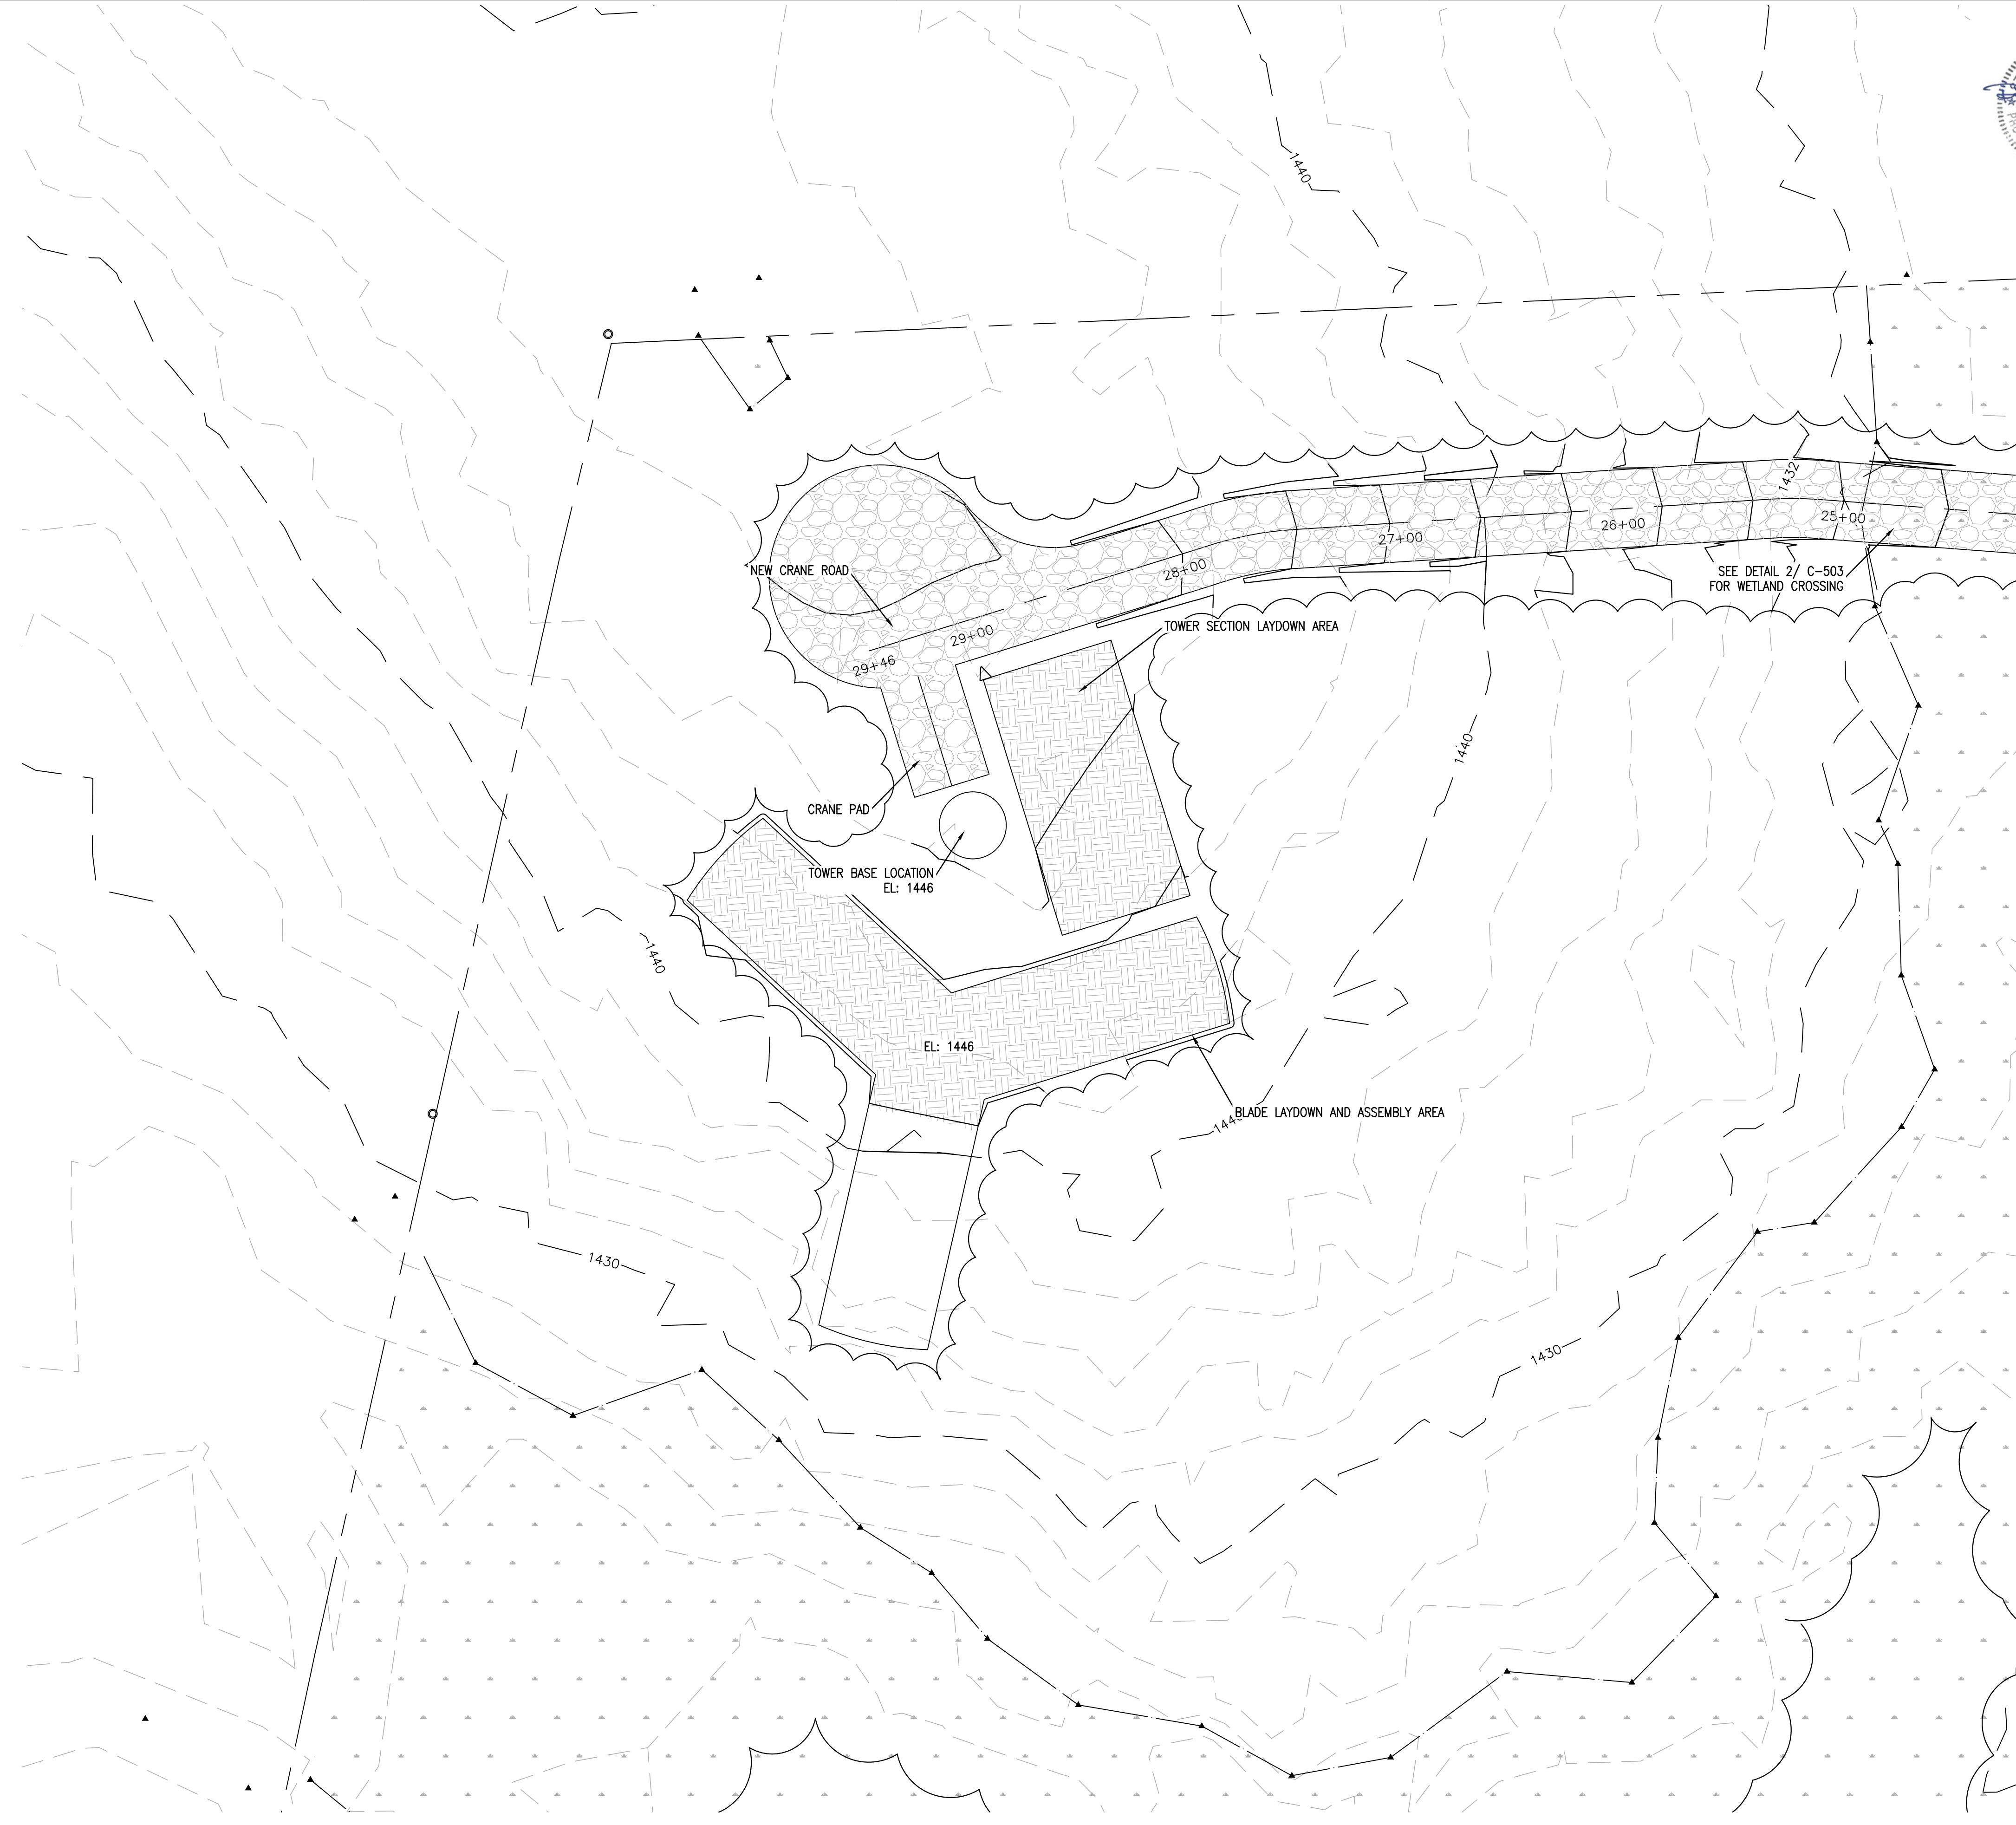 1440
1432
25+00
26+00
27+00
28+00
NEW CRANE ROAD
SEE DETAIL 2/ C-503
FOR WETLAND CROSSING
TOWER SECTION LAYDOWN AREA
29+00
29+46
1440
CRANE PAD
TOWER BASE LOCATION
EL: 1446
1440
EL: 1446
BLADE LAYDOWN AND ASSEMBLY AREA
1430
1430